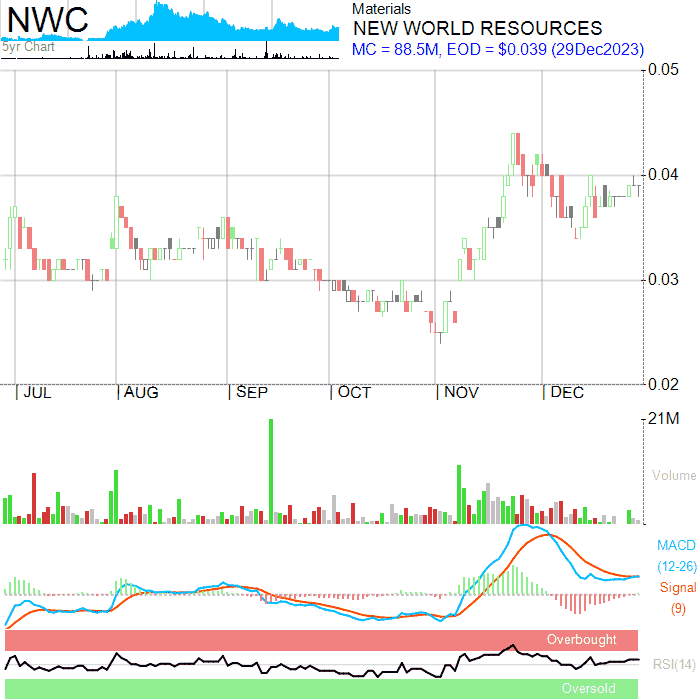 NWC
5yr Chart
Materials
NEW WORLD RESOURCES
MC = 88.5M, EOD = $0.039 (29Dec2023)
0.05
0.04
0.03
0.02
JUL AUG SEP OCT NOV DEC
21M
Volume
MACD
(12-26)
Signal
(9)
Overbought
RSI(14)
Oversold